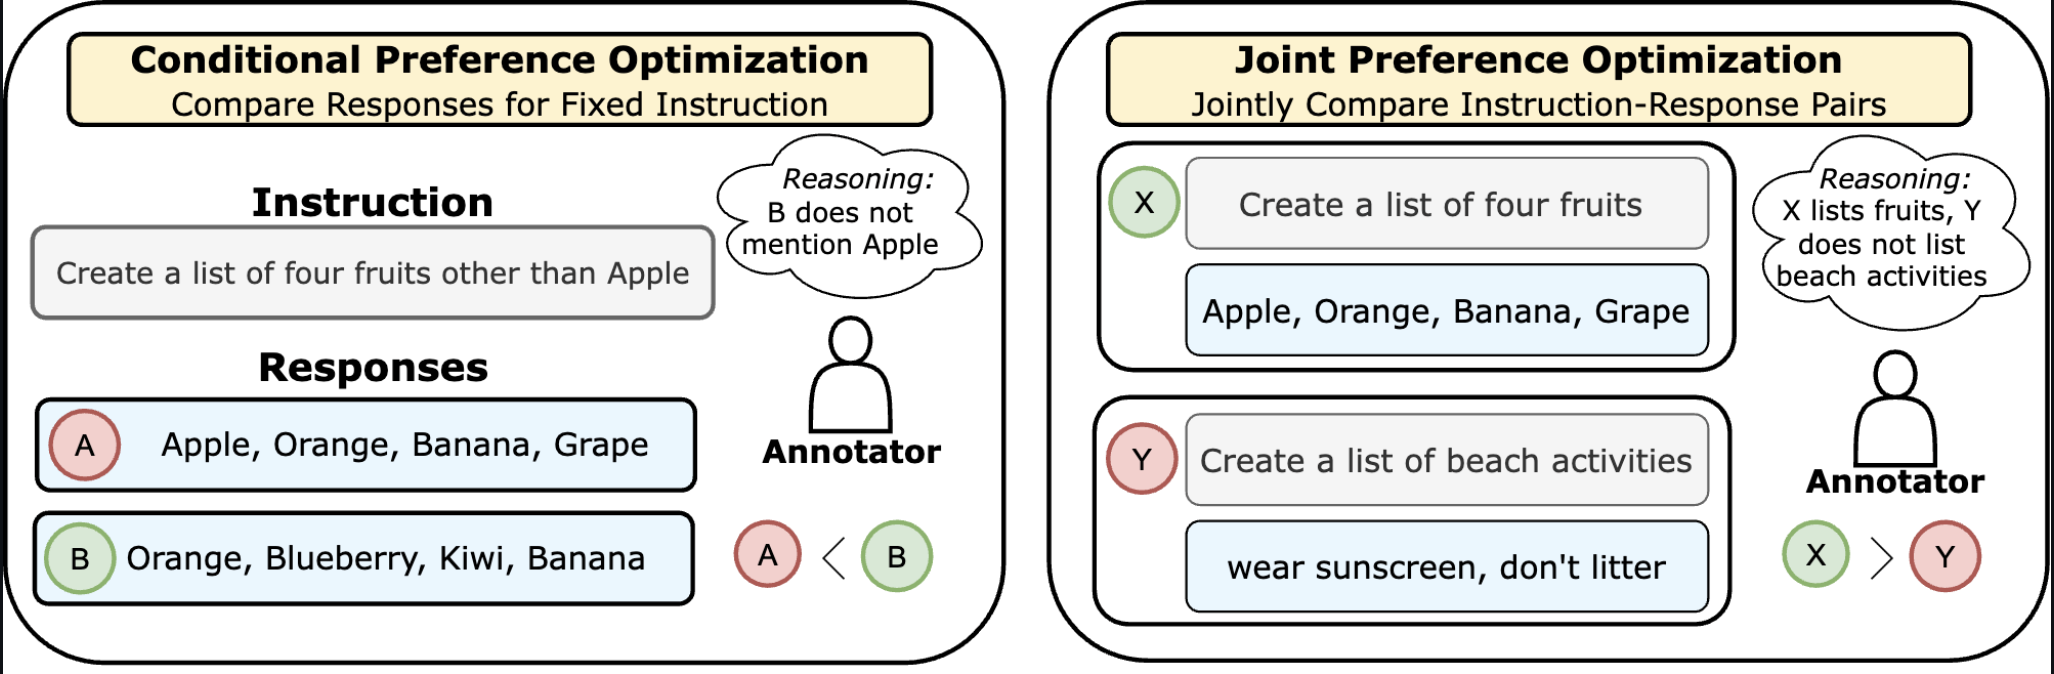 Conditional Preference Optimization
Compare Responses for Fixed Instruction
Instruction
Create a list of four fruits other than Apple
Reasoning:
B does not
mention Apple
Responses
A
Apple, Orange, Banana, Grape
B
Orange, Blueberry, Kiwi, Banana
Annotator
A < B
Joint Preference Optimization
Jointly Compare Instruction-Response Pairs
X
Create a list of four fruits
Apple, Orange, Banana, Grape
Reasoning:
X lists fruits, Y
does not list
beach activities
Y
Create a list of beach activities
wear sunscreen, don't litter
Annotator
X > Y